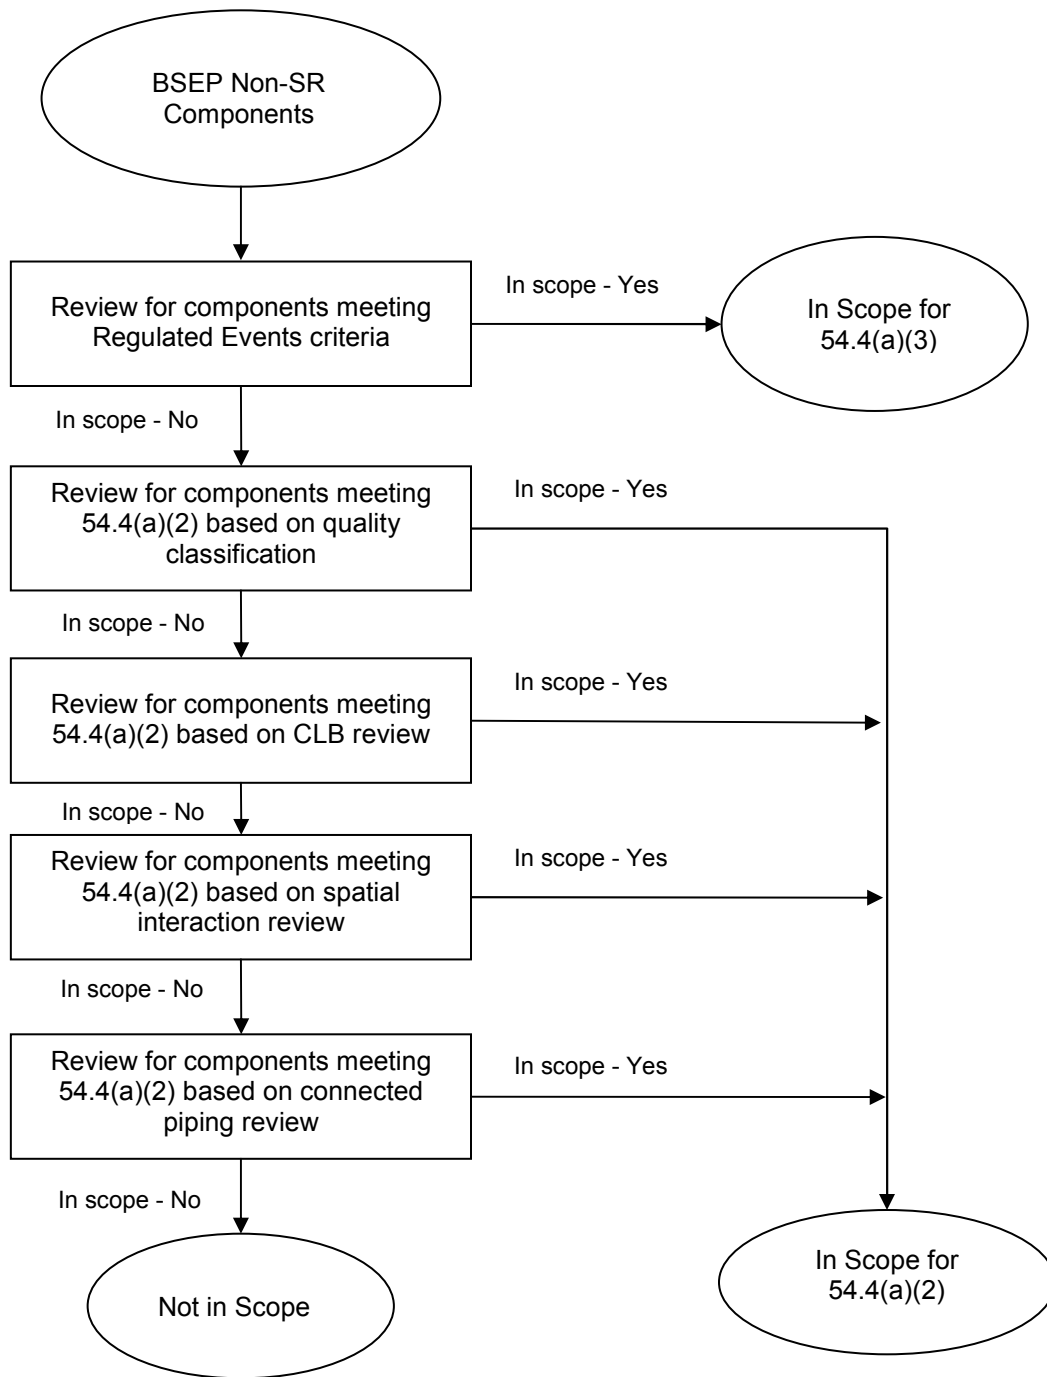 BSEP Non-SR
Components
Review for components meeting
Regulated Events criteria
In scope - Yes
In Scope for
54.4(a)(3)
In scope - No
Review for components meeting
54.4(a)(2) based on quality
classification
In scope - Yes
In scope - No
Review for components meeting
54.4(a)(2) based on CLB review
In scope - Yes
In scope - No
Review for components meeting
54.4(a)(2) based on spatial
interaction review
In scope - Yes
In scope - No
Review for components meeting
54.4(a)(2) based on connected
piping review
In scope - Yes
In scope - No
Not in Scope
In Scope for
54.4(a)(2)